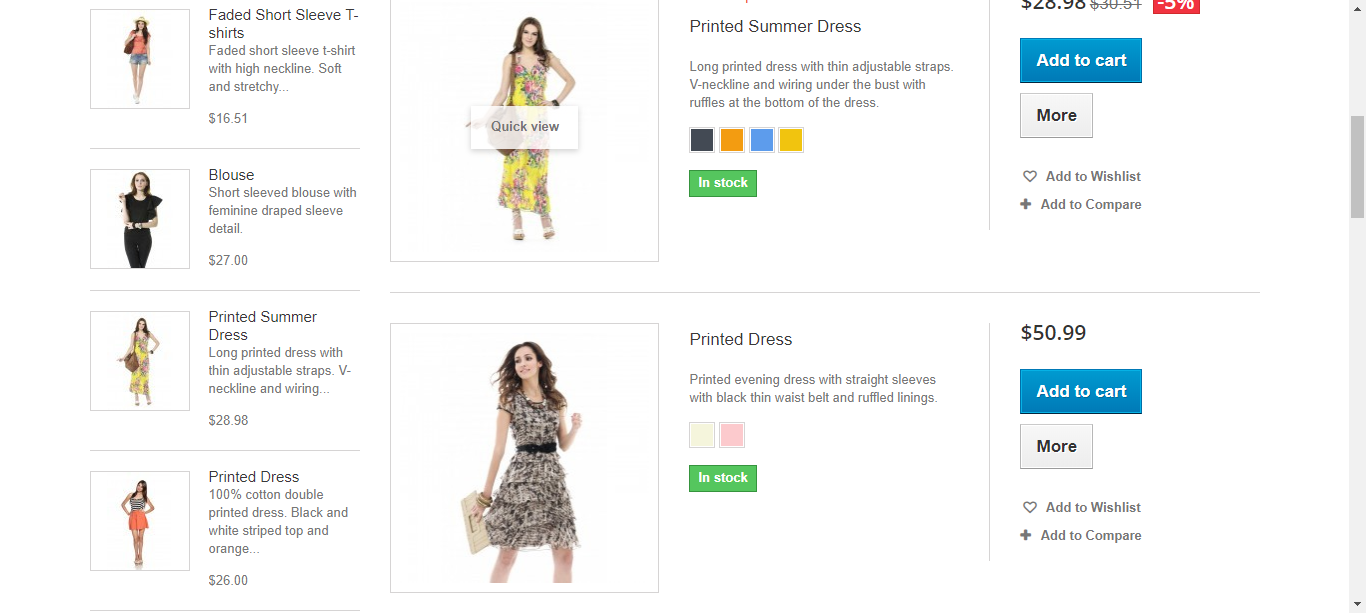 Faded Short Sleeve T-
shirts
Faded short sleeve t-shirt
with high neckline. Soft
and stretchy...
$16.51
Blouse
Short sleeved blouse with
feminine draped sleeve
detail.
$27.00
Printed Summer
Dress
Long printed dress with
thin adjustable straps. V-
neckline and wiring...
$28.98
Printed Dress
100% cotton double
printed dress. Black and
white striped top and
orange...
$26.00
Quick view
Printed Summer Dress
Long printed dress with thin adjustable straps.
V-neckline and wiring under the bust with
ruffles at the bottom of the dress.
In stock
$28.98 $30.51 -5%
Add to cart
More
Add to Wishlist
Add to Compare
Printed Dress
Printed evening dress with straight sleeves
with black thin waist belt and ruffled linings.
In stock
$50.99
Add to cart
More
Add to Wishlist
Add to Compare